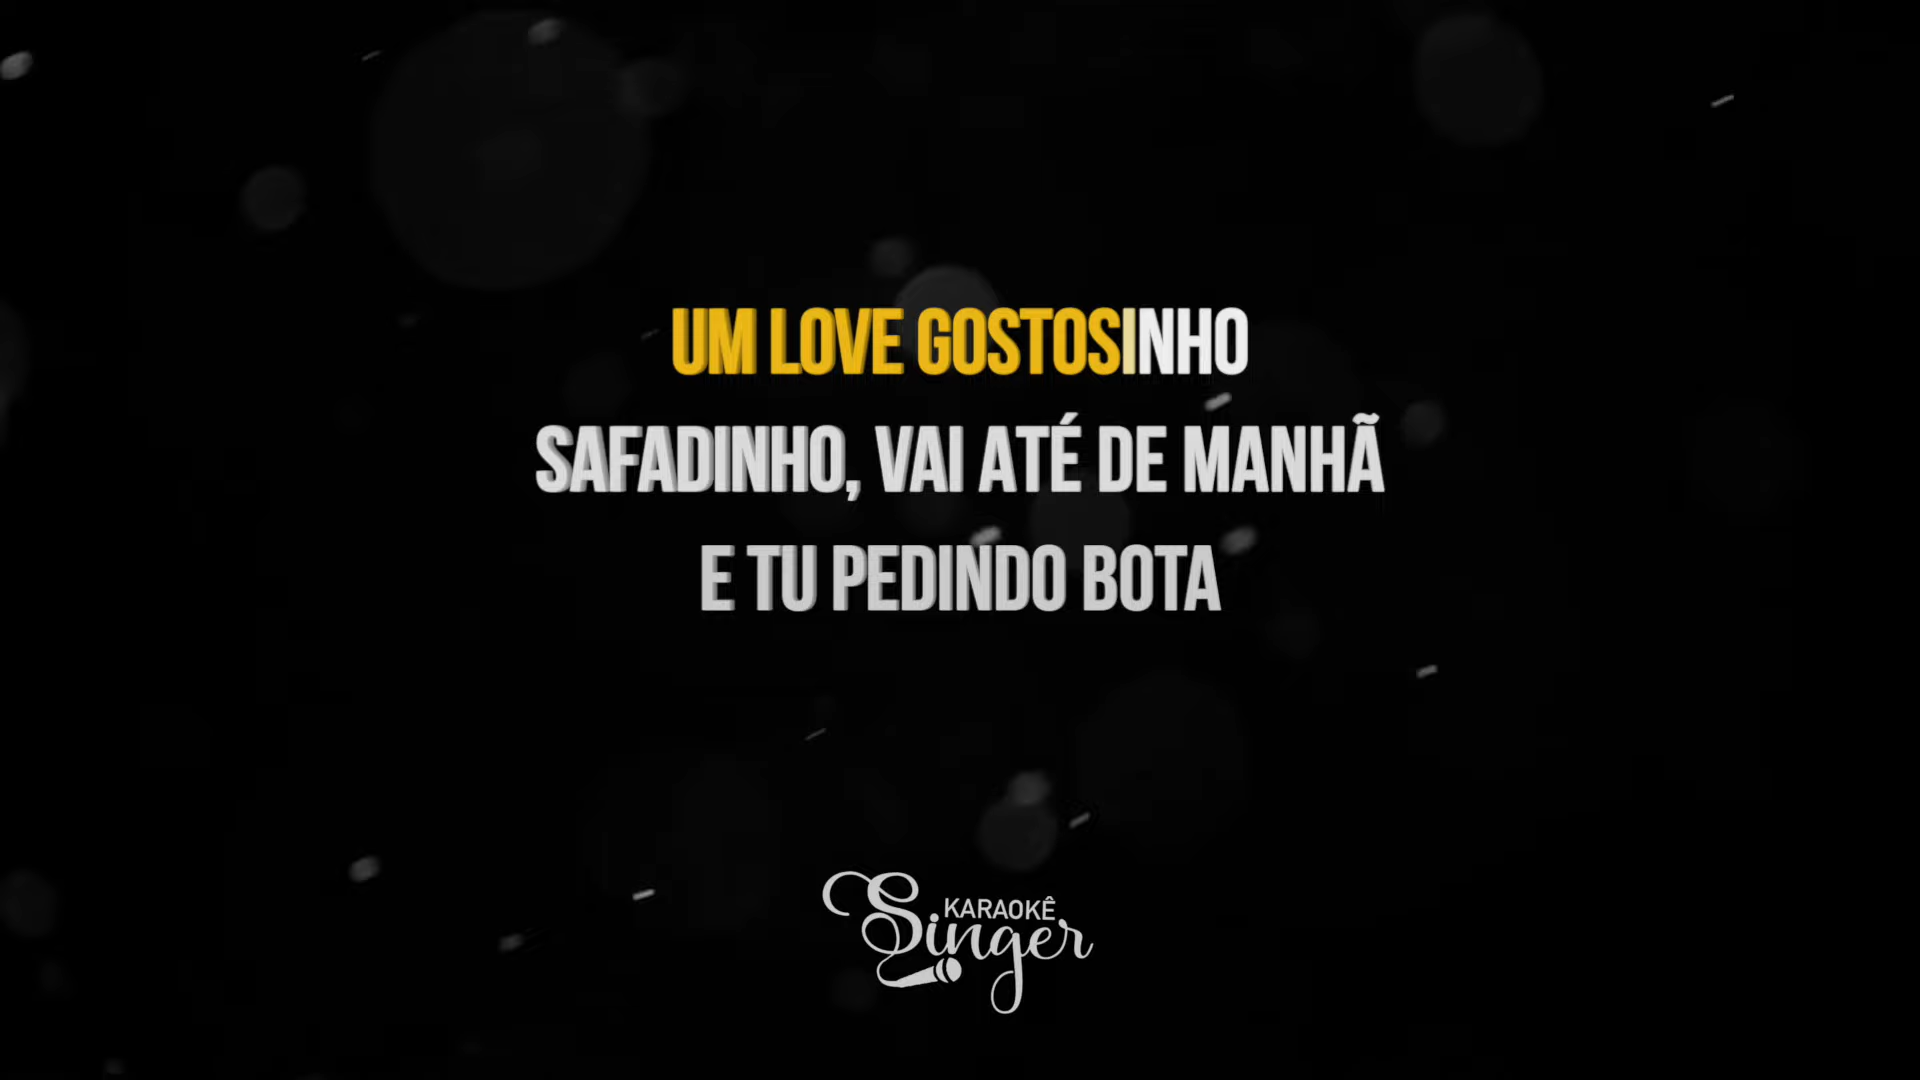 UM LOVE GOSTOSINHO
SAFADINHO, VAI ATÉ DE MANHÃ
E TU PEDINDO BOTA
KARAOKÊ
Singer